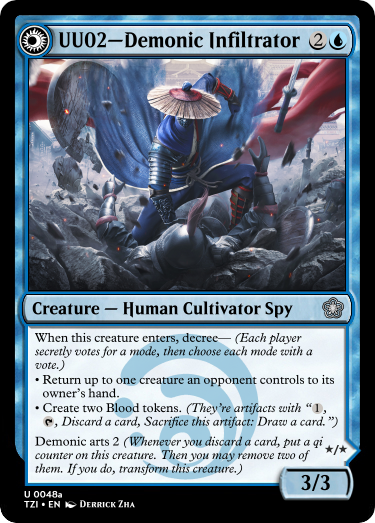 UU02—Demonic Infiltrator 2
Creature — Human Cultivator Spy
When this creature enters, decree— (Each player
secretly votes for a mode, then choose each mode with a
vote.)
• Return up to one creature an opponent controls to its
owner's hand.
• Create two Blood tokens. (They're artifacts with “1,
, Discard a card, Sacrifice this artifact: Draw a card.”)
Demonic arts 2 (Whenever you discard a card, put a qi
counter on this creature. Then you may remove two of
them. If you do, transform this creature.)
★/★
3/3
U 0048a
TZI • EN Derrick Zha